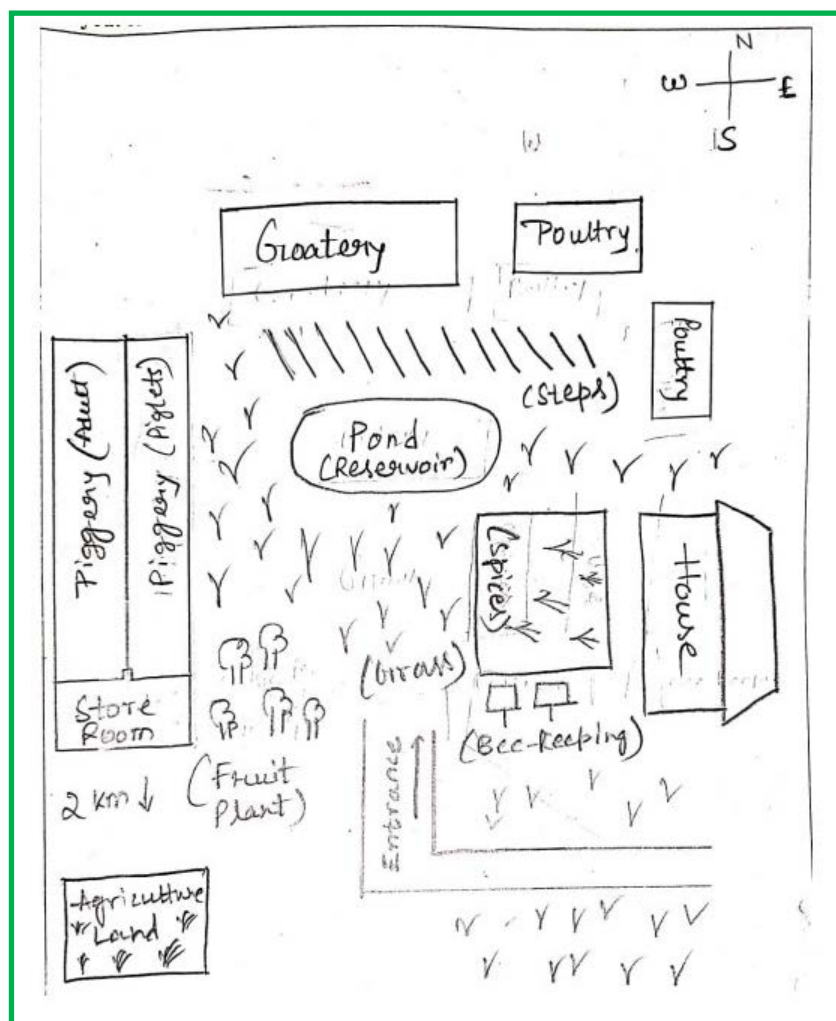 N
W E
S
Goatery
Poultry
Poultry
(Steps)
Pond
(Reservoir)
Piggery (Adult)
Piggery (Piglets)
(Spices)
House
(Grass)
Store
Room
(Bee-Keeping)
Entrance
2 km ↓
(Fruit
Plant)
Agriculture
Land